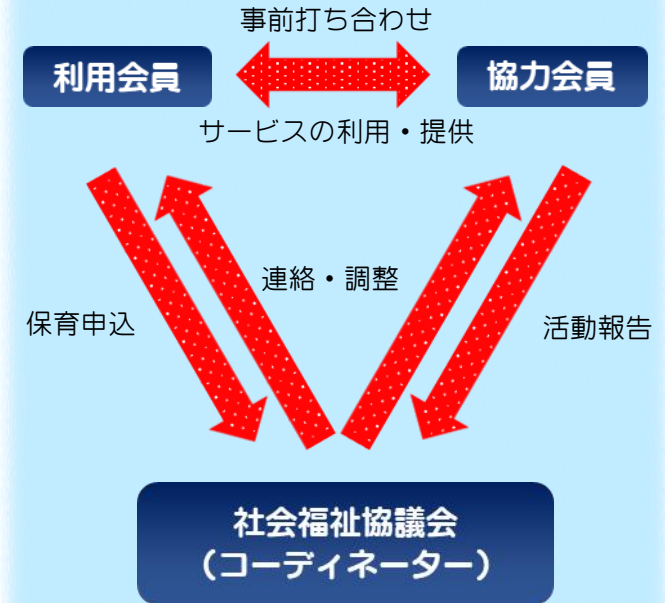 事前打ち合わせ
利用会員
協力会員
サービスの利用・提供
連絡・調整
保育申込
活動報告
社会福祉協議会
（コーディネーター）